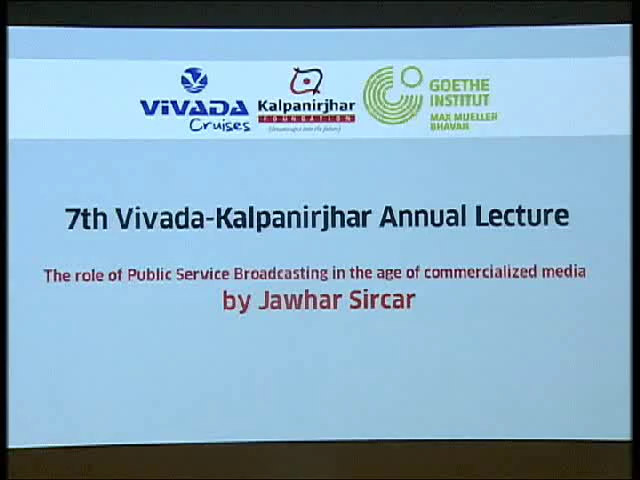 ViVADA
Cruises
Kalpanirjhar
FOUNDATION
GOETHE
INSTITUT
MAX MUELLER
BHAVAN
7th Vivada-Kalpanirjhar Annual Lecture
The role of Public Service Broadcasting in the age of commercialized media
by Jawhar Sircar